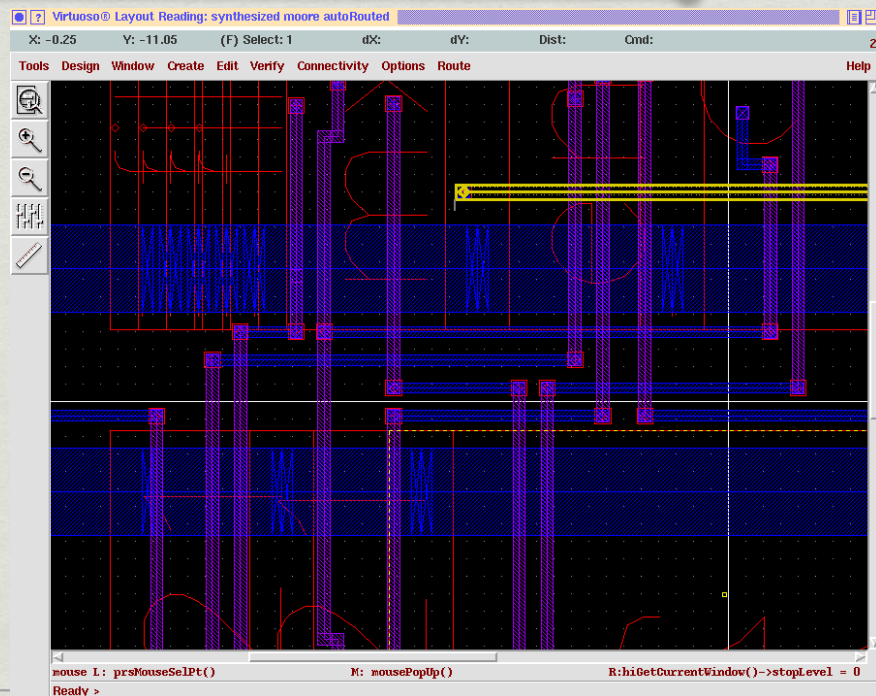 ? Virtuoso® Layout Reading: synthesized moore autoRouted
X: -0.25 Y: -11.05 (F) Select: 1 dX: dY: Dist: Cmd: 2
Tools Design Window Create Edit Verify Connectivity Options Route Help
mouse L: prsMouseSelPt() M: mousePopUp() R:hiGetCurrentWindow()->stopLevel = 0
Ready >